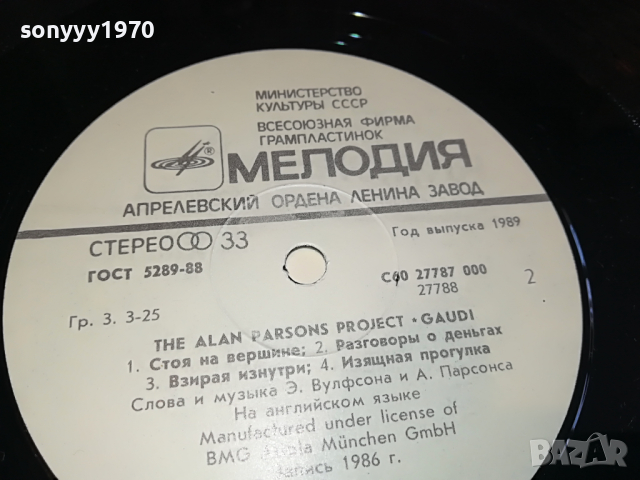 sonyyy1970
МИНИСТЕРСТВО
КУЛЬТУРЫ СССР
ВСЕСОЮЗНАЯ ФИРМА
ГРАМПЛАСТИНОК
®
МЕЛОДИЯ
АПРЕЛЕВСКИЙ ОРДЕНА ЛЕНИНА ЗАВОД
СТЕРЕО 33
Год выпуска 1989
ГОСТ 5289-88
С60 27787 000
27788
2
Гр. 3. 3-25
THE ALAN PARSONS PROJECT · GAUDI
1. Стоя на вершине; 2. Разговоры о деньгах
3. Взирая изнутри; 4. Изящная прогулка
Слова и музыка Э. Вулфсона и А. Парсонса
На английском языке
Manufactured under license of
BMG Ariola München GmbH
Запись 1986 г.
BAZAR